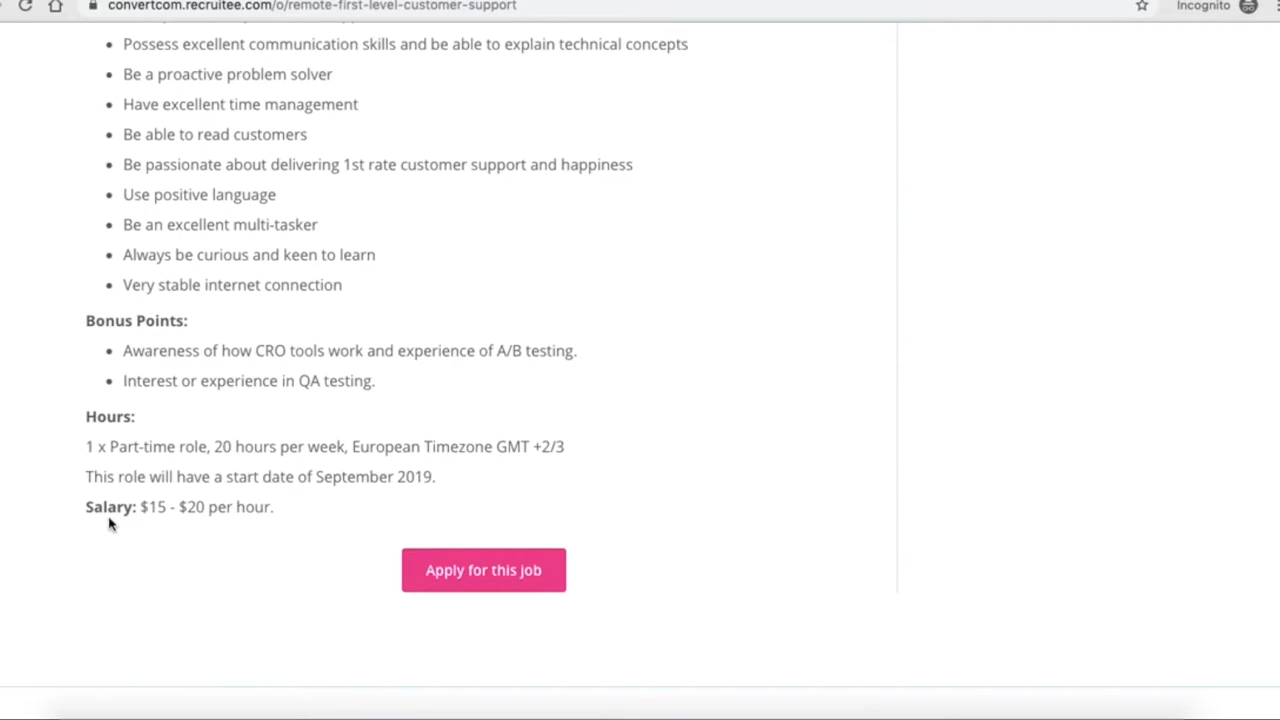 convertcom.recruitee.com/o/remote-first-level-customer-support
Incognito
Possess excellent communication skills and be able to explain technical concepts
Be a proactive problem solver
Have excellent time management
Be able to read customers
Be passionate about delivering 1st rate customer support and happiness
Use positive language
Be an excellent multi-tasker
Always be curious and keen to learn
Very stable internet connection
Bonus Points:
Awareness of how CRO tools work and experience of A/B testing.
Interest or experience in QA testing.
Hours:
1 x Part-time role, 20 hours per week, European Timezone GMT +2/3
This role will have a start date of September 2019.
Salary: $15 - $20 per hour.
Apply for this job